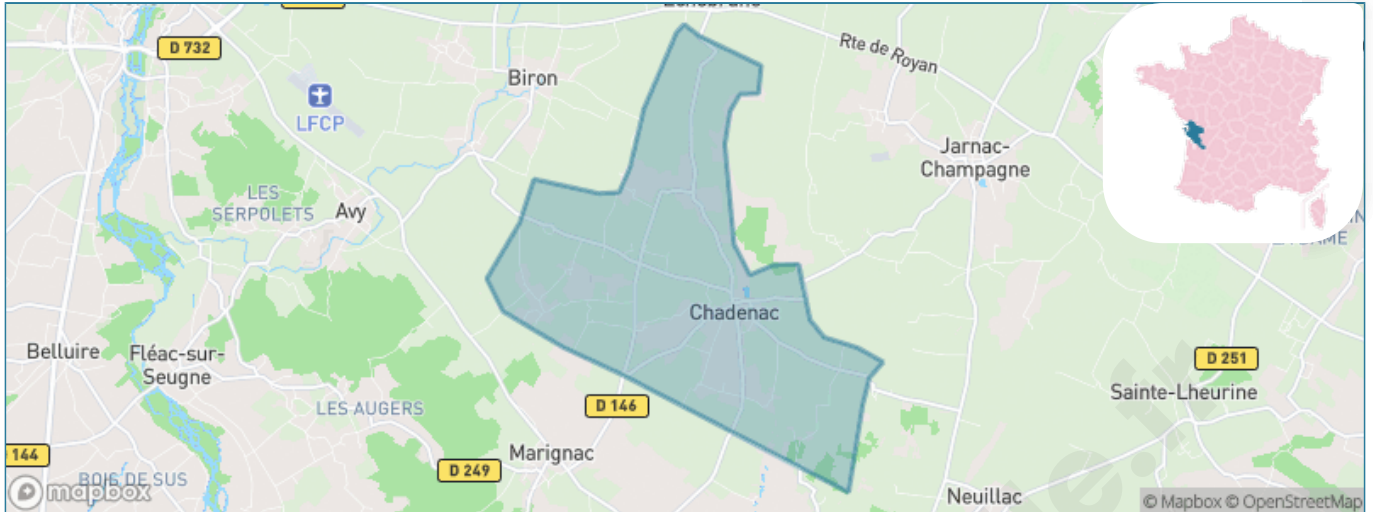 D 732
Rte de Royan
Biron
LFCP
Jarnac-
Champagne
LES
SERPOLETS
Avy
Chadenac
Belluire
Fléac-sur-
Seugne
D 251
Sainte-Lheurine
LES AUGERS
D 146
144
Marignac
D 249
BOIS DE SUS
Neuillac
mapbox
© Mapbox © OpenStreetMap